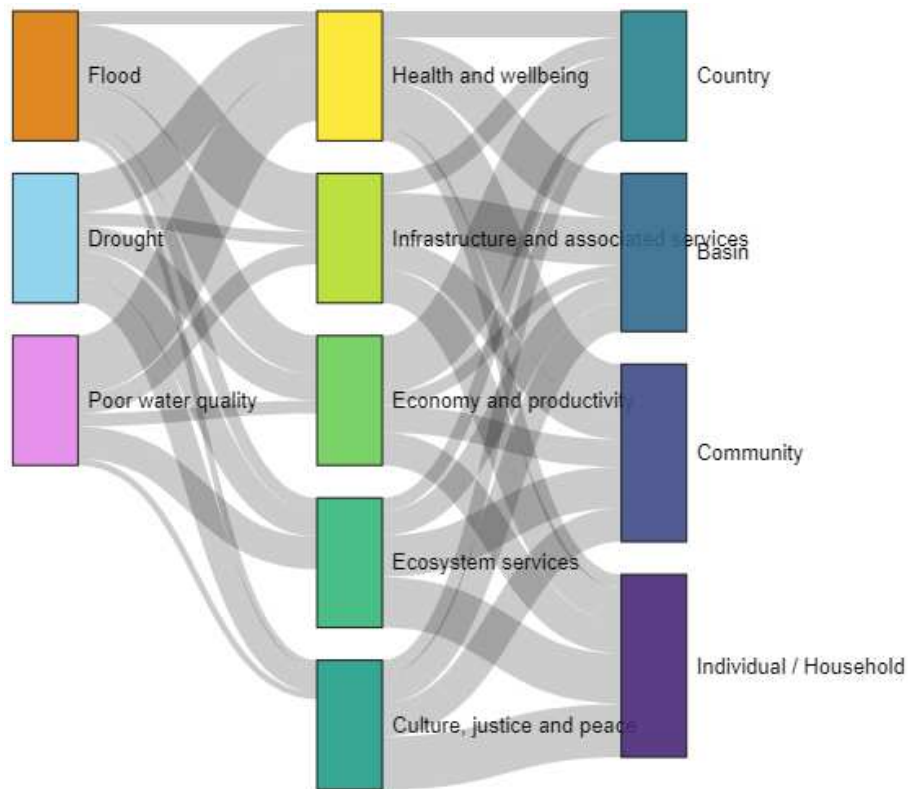 Flood
Drought
Poor water quality
Health and wellbeing
Infrastructure and associated services
Economy and productivity
Ecosystem services
Culture, justice and peace
Country
Basin
Community
Individual / Household